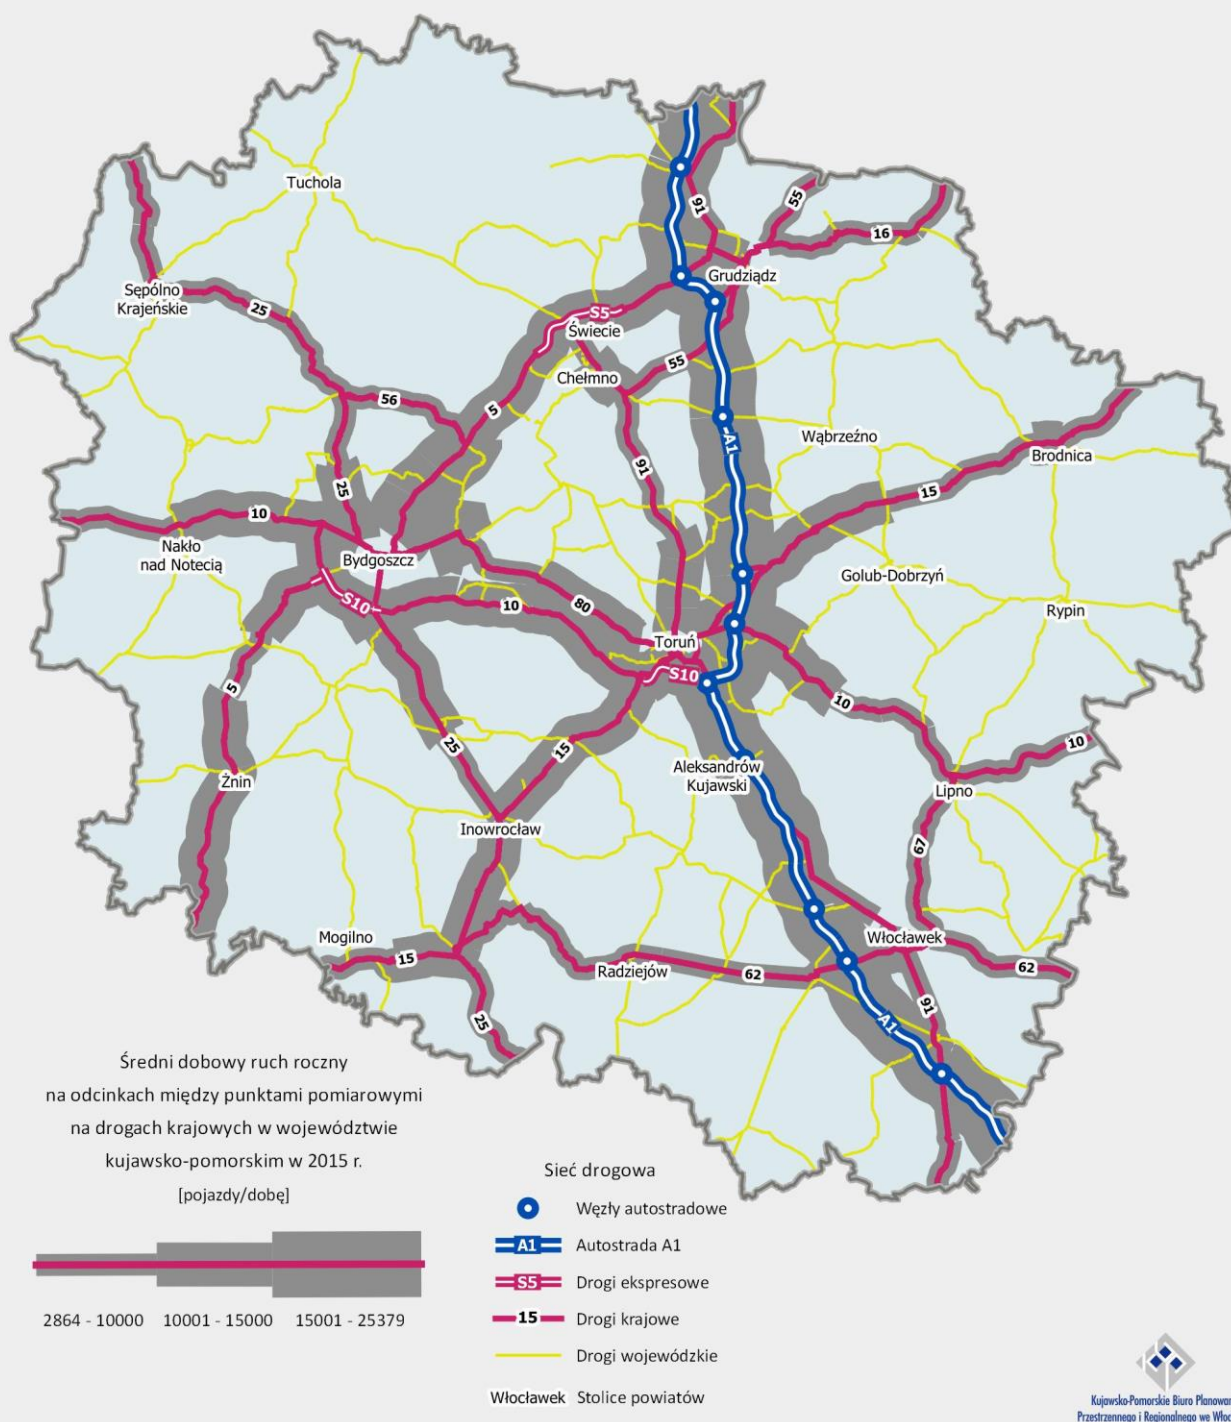 Tuchola
55
91
16
Grudziądz
Sępólno
Krajeńskie
25
S5
Świecie
55
Chełmno
56
5
A1
Wąbrzeźno
91
Brodnica
25
15
10
Nakło
nad Notecią
Bydgoszcz
Golub-Dobrzyń
S10
10
80
Rypin
Toruń
S10
5
10
25
15
10
Aleksandrów
Kujawski
Żnin
Lipno
Inowrocław
67
Mogilno
Włocławek
15
Radziejów
62
62
91
25
A1
Średni dobowy ruch roczny
na odcinkach między punktami pomiarowymi
na drogach krajowych w województwie
kujawsko-pomorskim w 2015 r.
[pojazdy/dobę]
2864 - 10000 10001 - 15000 15001 - 25379
Sieć drogowa
Węzły autostradowe
A1 Autostrada A1
S5 Drogi ekspresowe
15 Drogi krajowe
Drogi wojewódzkie
Włocławek Stolice powiatów
Kujawsko-Pomorskie Biuro Planowan
Przestrzennego i Regionalnego we Włoc